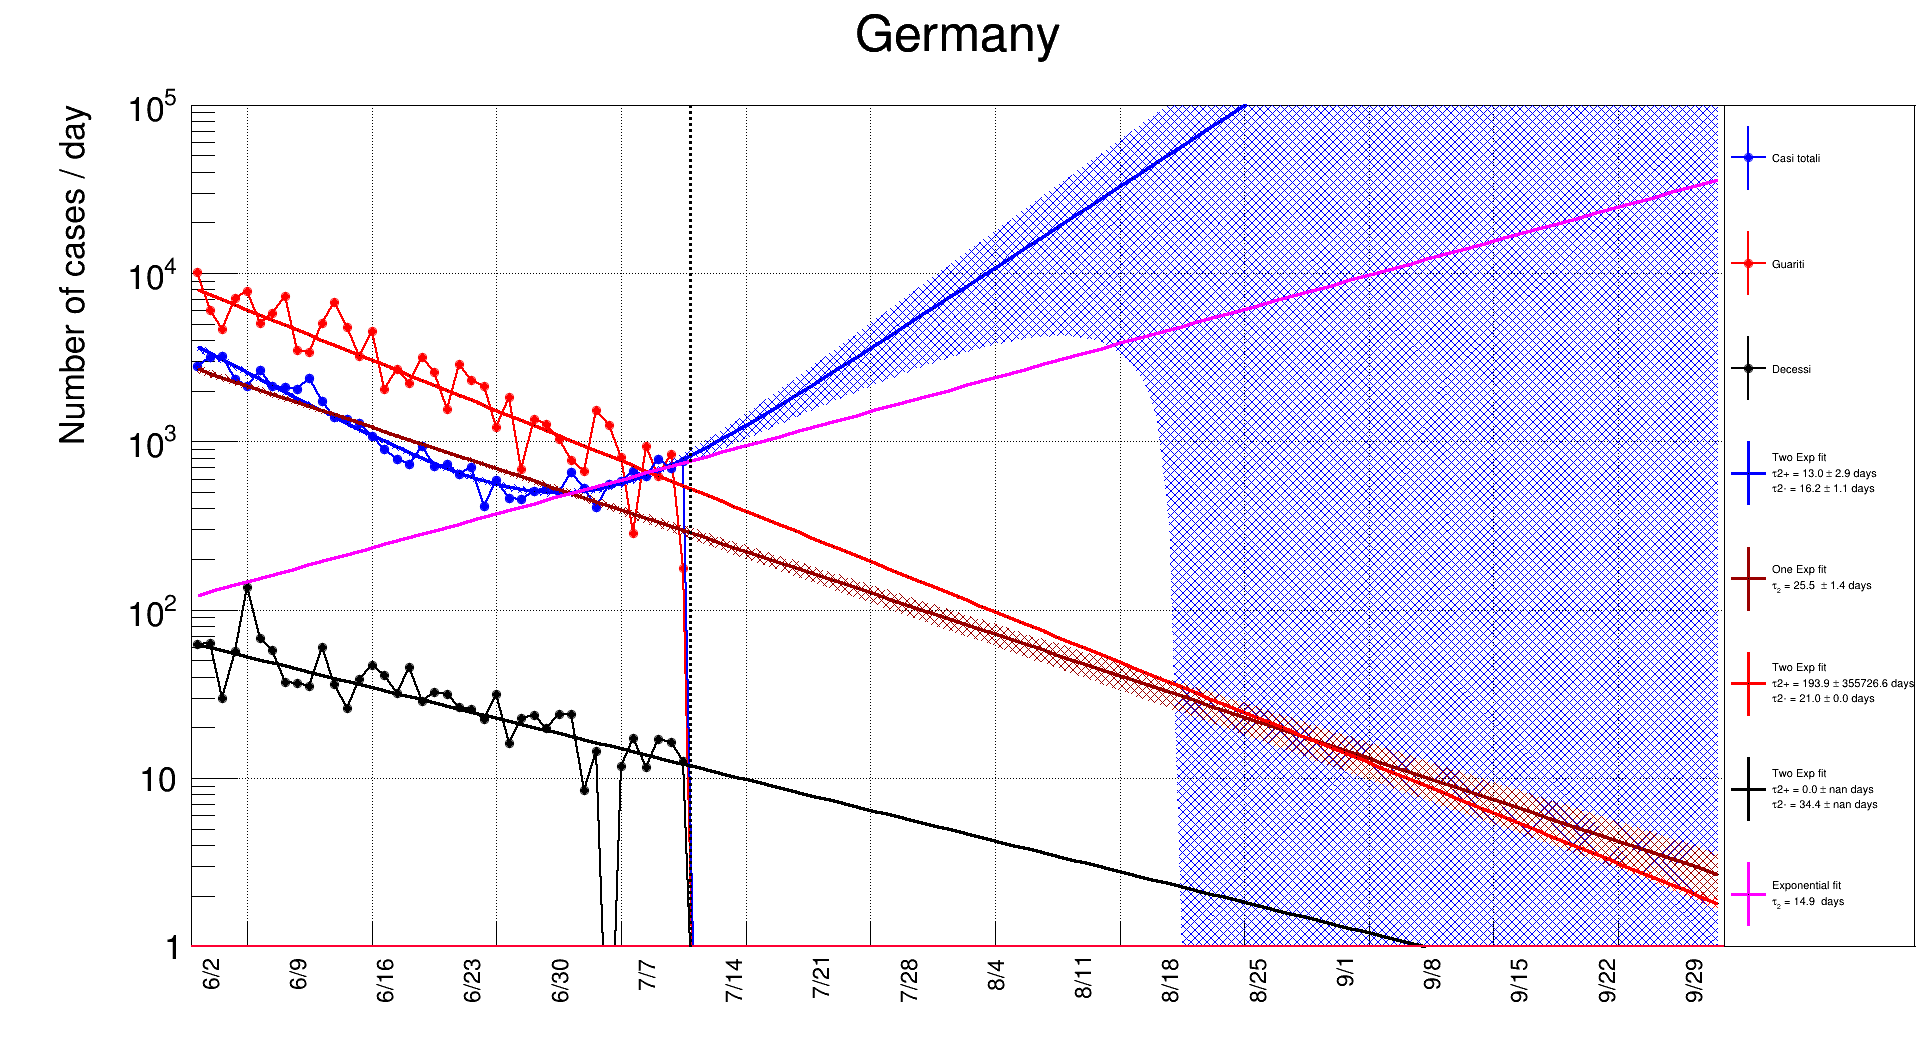 Germany
Number of cases / day
10^5
10^4
10^3
10^2
10
1
6/2
6/9
6/16
6/23
6/30
7/7
7/14
7/21
7/28
8/4
8/11
8/18
8/25
9/1
9/8
9/15
9/22
9/29
Casi totali
Guariti
Decessi
Two Exp fit
τ2+ = 13.0 ± 2.9 days
τ2- = 16.2 ± 1.1 days
One Exp fit
τ₂ = 25.5 ± 1.4 days
Two Exp fit
τ2+ = 193.9 ± 355726.6 days
τ2- = 21.0 ± 0.0 days
Two Exp fit
τ2+ = 0.0 ± nan days
τ2- = 34.4 ± nan days
Exponential fit
τ₂ = 14.9 days